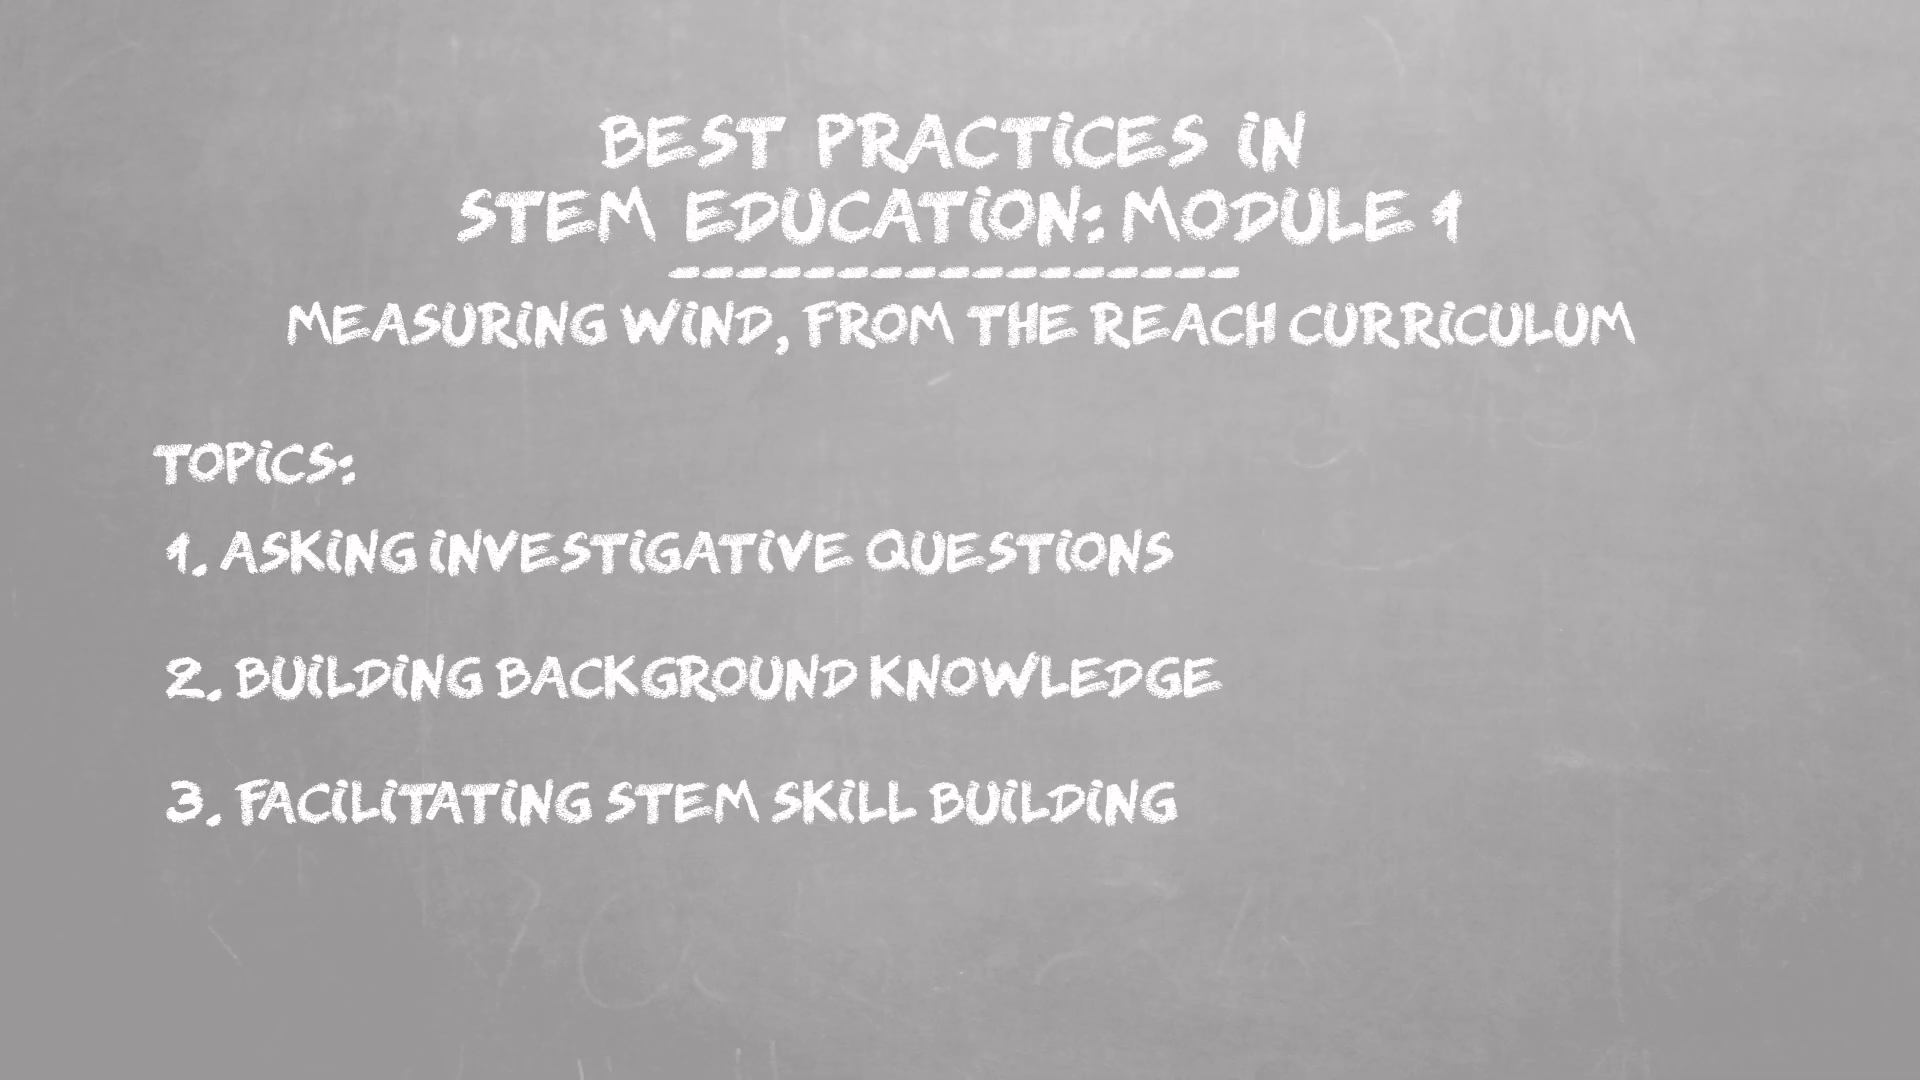 BEST PRACTICES IN
STEM EDUCATION: MODULE 1
-----------------
MEASURING WIND, FROM THE REACH CURRICULUM
TOPICS:
1. ASKING INVESTIGATIVE QUESTIONS
2. BUILDING BACKGROUND KNOWLEDGE
3. FACILITATING STEM SKILL BUILDING